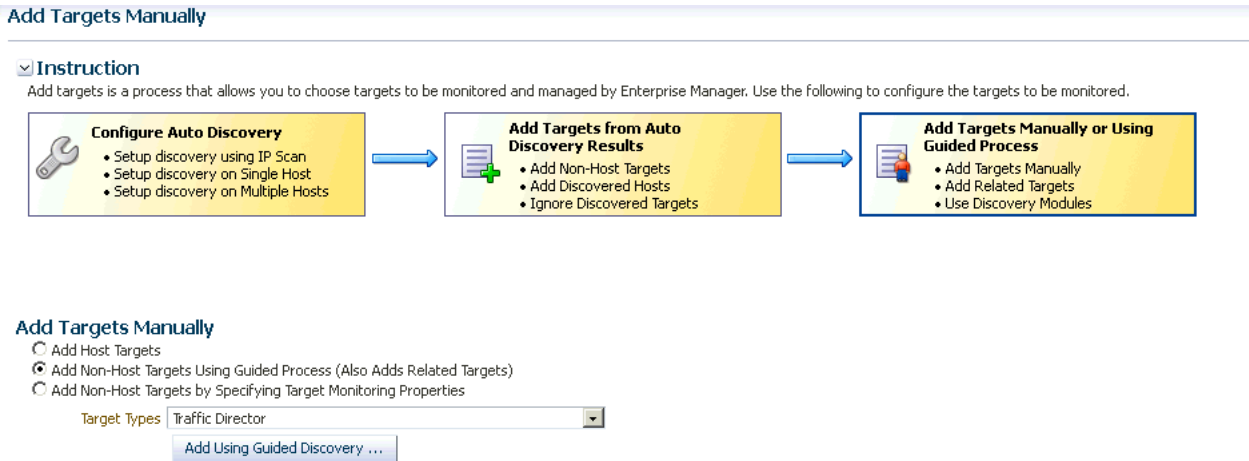 Add Targets Manually
Instruction
Add targets is a process that allows you to choose targets to be monitored and managed by Enterprise Manager. Use the following to configure the targets to be monitored.
Configure Auto Discovery
• Setup discovery using IP Scan
• Setup discovery on Single Host
• Setup discovery on Multiple Hosts
Add Targets from Auto
Discovery Results
• Add Non-Host Targets
• Add Discovered Hosts
• Ignore Discovered Targets
Add Targets Manually or Using
Guided Process
• Add Targets Manually
• Add Related Targets
• Use Discovery Modules
Add Targets Manually
Add Host Targets
Add Non-Host Targets Using Guided Process (Also Adds Related Targets)
Add Non-Host Targets by Specifying Target Monitoring Properties
Target Types Traffic Director
Add Using Guided Discovery ...